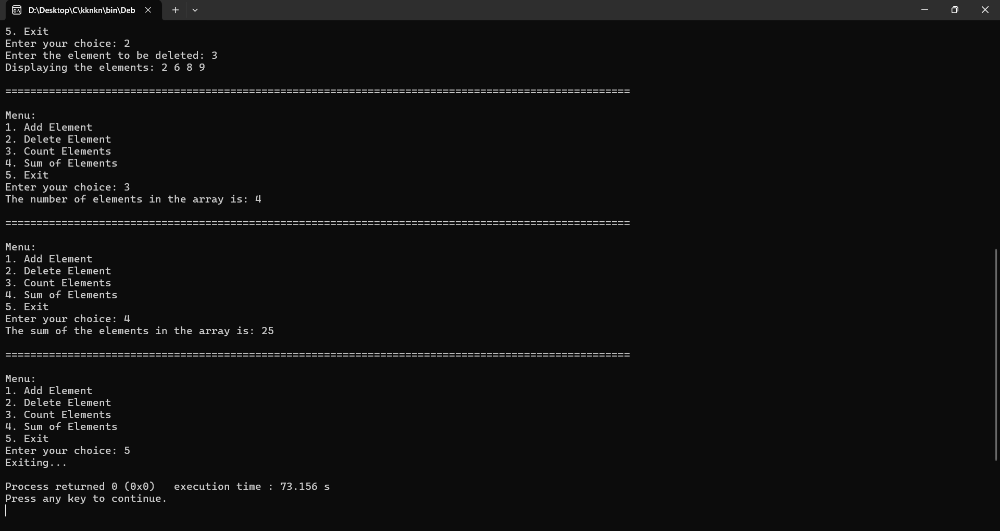 D:\Desktop\C\kknkn\bin\Deb
5. Exit
Enter your choice: 2
Enter the element to be deleted: 3
Displaying the elements: 2 6 8 9
====================================================================================================
Menu:
1. Add Element
2. Delete Element
3. Count Elements
4. Sum of Elements
5. Exit
Enter your choice: 3
The number of elements in the array is: 4
====================================================================================================
Menu:
1. Add Element
2. Delete Element
3. Count Elements
4. Sum of Elements
5. Exit
Enter your choice: 4
The sum of the elements in the array is: 25
====================================================================================================
Menu:
1. Add Element
2. Delete Element
3. Count Elements
4. Sum of Elements
5. Exit
Enter your choice: 5
Exiting...
Process returned 0 (0x0)   execution time : 73.156 s
Press any key to continue.